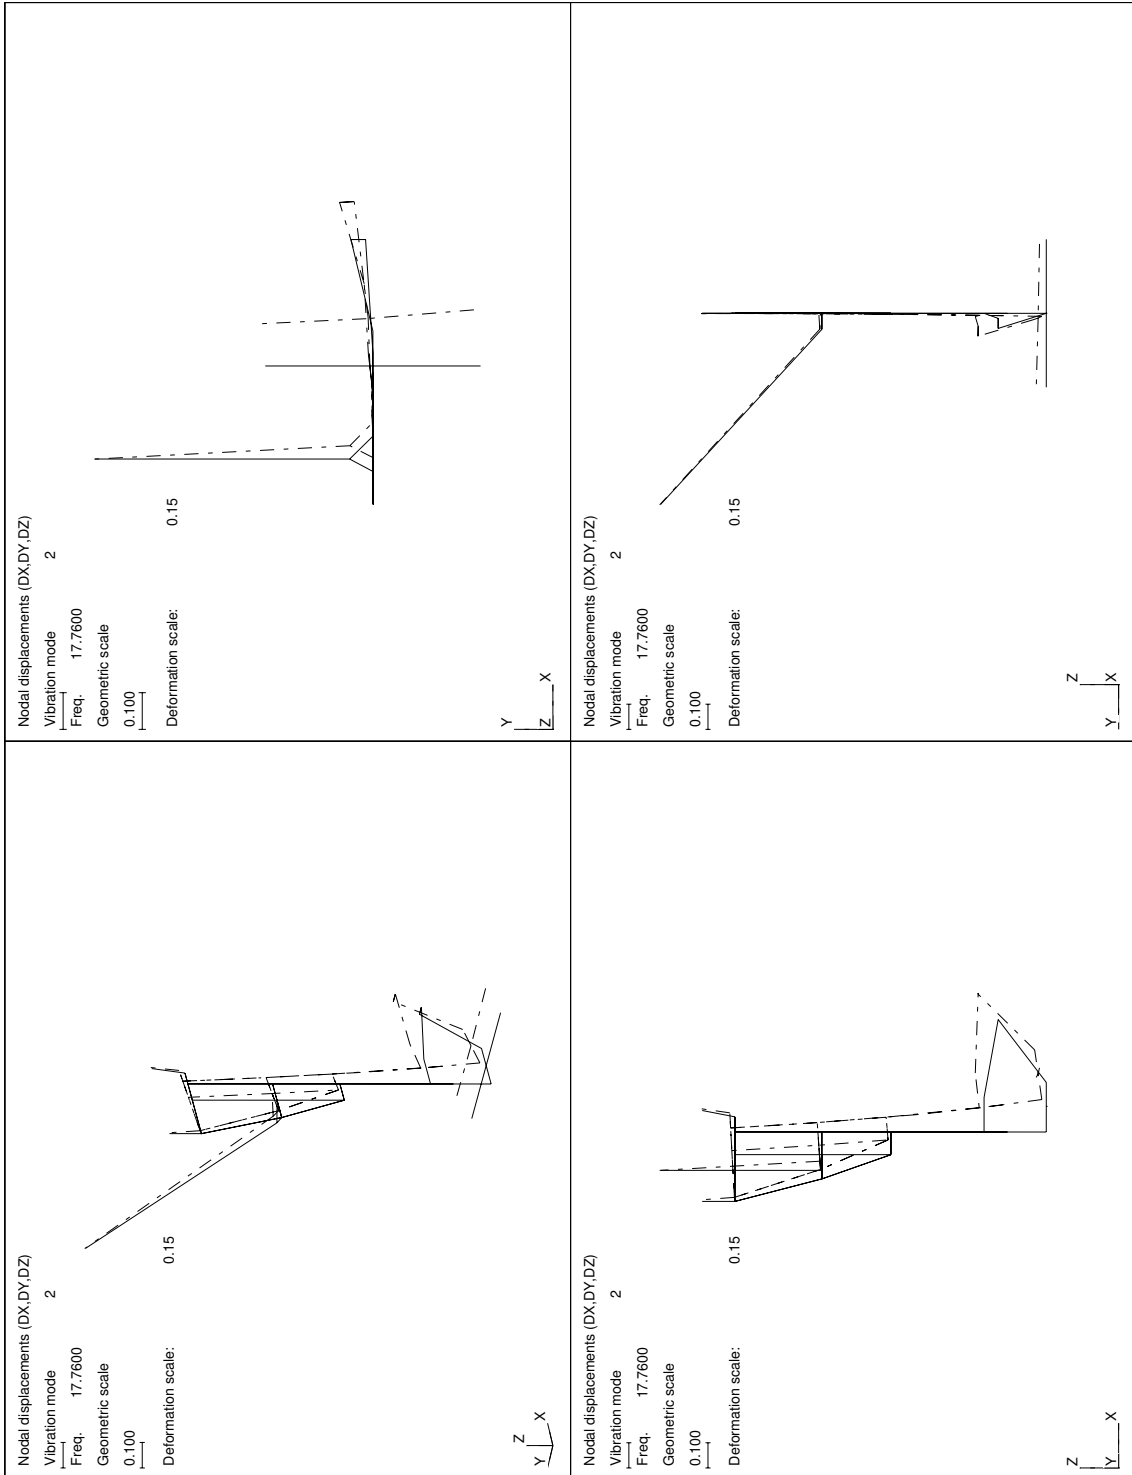 Nodal displacements (DX,DY,DZ)
Vibration mode 2
Freq. 17.7600
Geometric scale
0.100
Deformation scale: 0.15
Z
Y X
Nodal displacements (DX,DY,DZ)
Vibration mode 2
Freq. 17.7600
Geometric scale
0.100
Deformation scale: 0.15
Y
Z X
Nodal displacements (DX,DY,DZ)
Vibration mode 2
Freq. 17.7600
Geometric scale
0.100
Deformation scale: 0.15
Z
Y X
Nodal displacements (DX,DY,DZ)
Vibration mode 2
Freq. 17.7600
Geometric scale
0.100
Deformation scale: 0.15
Z
Y X